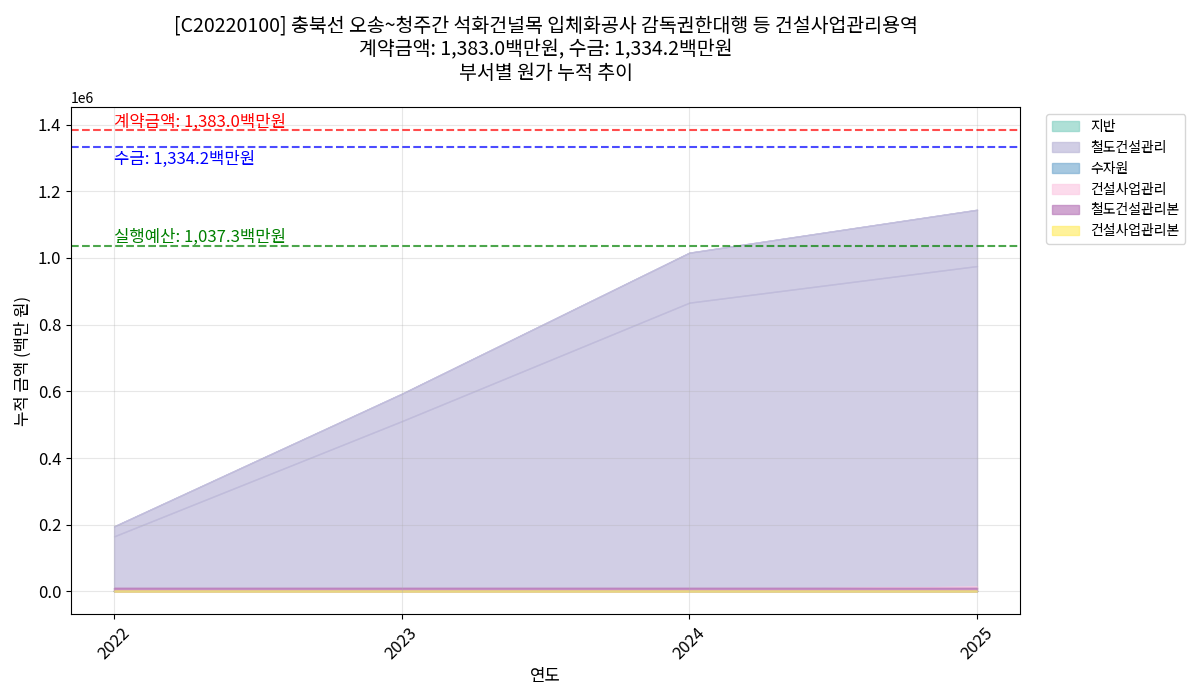 [C20220100] 충북선 오송~청주간 석화건널목 입체화공사 감독권한대행 등 건설사업관리용역
계약금액: 1,383.0백만원, 수금: 1,334.2백만원
부서별 원가 누적 추이
1e6
1.4
1.2
1.0
0.8
0.6
0.4
0.2
0.0
누적 금액 (백만 원)
계약금액: 1,383.0백만원
수금: 1,334.2백만원
실행예산: 1,037.3백만원
2022
2023
2024
2025
연도
지반
철도건설관리
수자원
건설사업관리
철도건설관리본
건설사업관리본